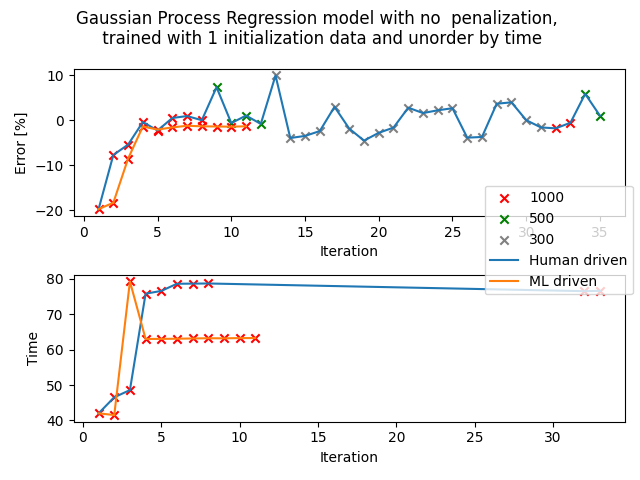 Gaussian Process Regression model with no  penalization,
trained with 1 initialization data and unorder by time
10
0
−10
−20
Error [%]
0 5 10 15 20 25 30 35
Iteration
1000
500
300
Human driven
ML driven
80
70
60
50
40
Time
0 5 10 15 20 25 30
Iteration